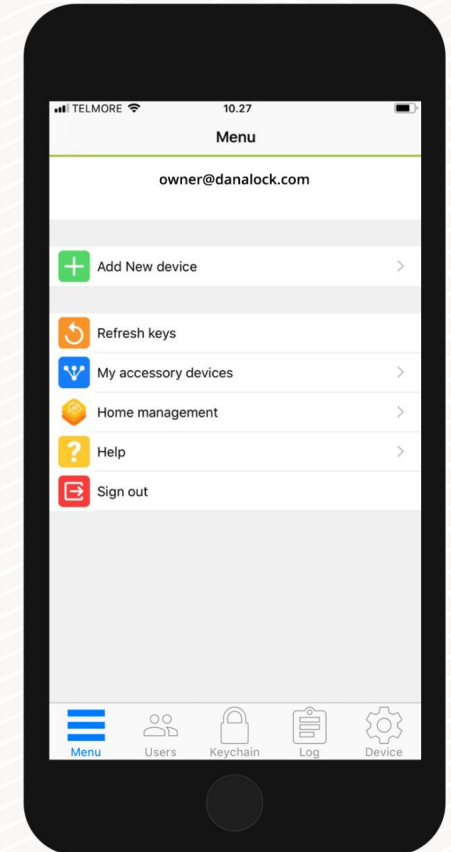 TELMORE 10.27
Menu
owner@danalock.com
Add New device
Refresh keys
My accessory devices
Home management
Help
Sign out
Menu Users Keychain Log Device